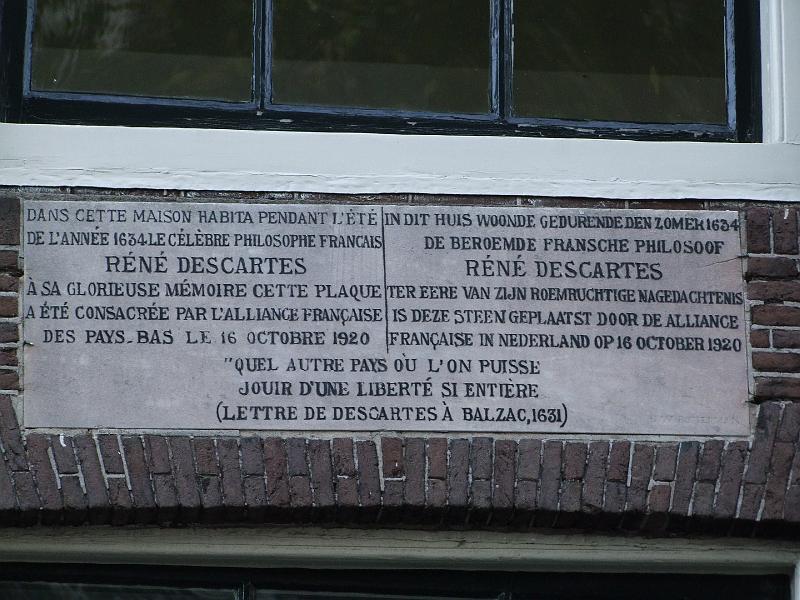 DANS CETTE MAISON HABITA PENDANT L'ÉTÉ
DE L'ANNÉE 1634 LE CÉLÈBRE PHILOSOPHE FRANCAIS
RÉNÉ DESCARTES
À SA GLORIEUSE MÉMOIRE CETTE PLAQUE
A ÉTÉ CONSACRÉE PAR L'ALLIANCE FRANÇAISE
DES PAYS-BAS LE 16 OCTOBRE 1920
IN DIT HUIS WOONDE GEDURENDE DEN ZOMER 1634
DE BEROEMDE FRANSCHE PHILOSOOF
RÉNÉ DESCARTES
TER EERE VAN ZIJN ROEMRUCHTIGE NAGEDACHTENIS
IS DEZE STEEN GEPLAATST DOOR DE ALLIANCE
FRANÇAISE IN NEDERLAND OP 16 OCTOBER 1920
"QUEL AUTRE PAYS OÙ L'ON PUISSE
JOUIR D'UNE LIBERTÉ SI ENTIÈRE
(LETTRE DE DESCARTES À BALZAC, 1631)